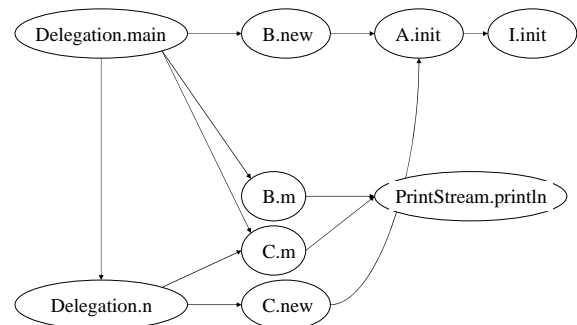 Delegation.main
B.new
A.init
I.init
B.m
PrintStream.println
C.m
Delegation.n
C.new